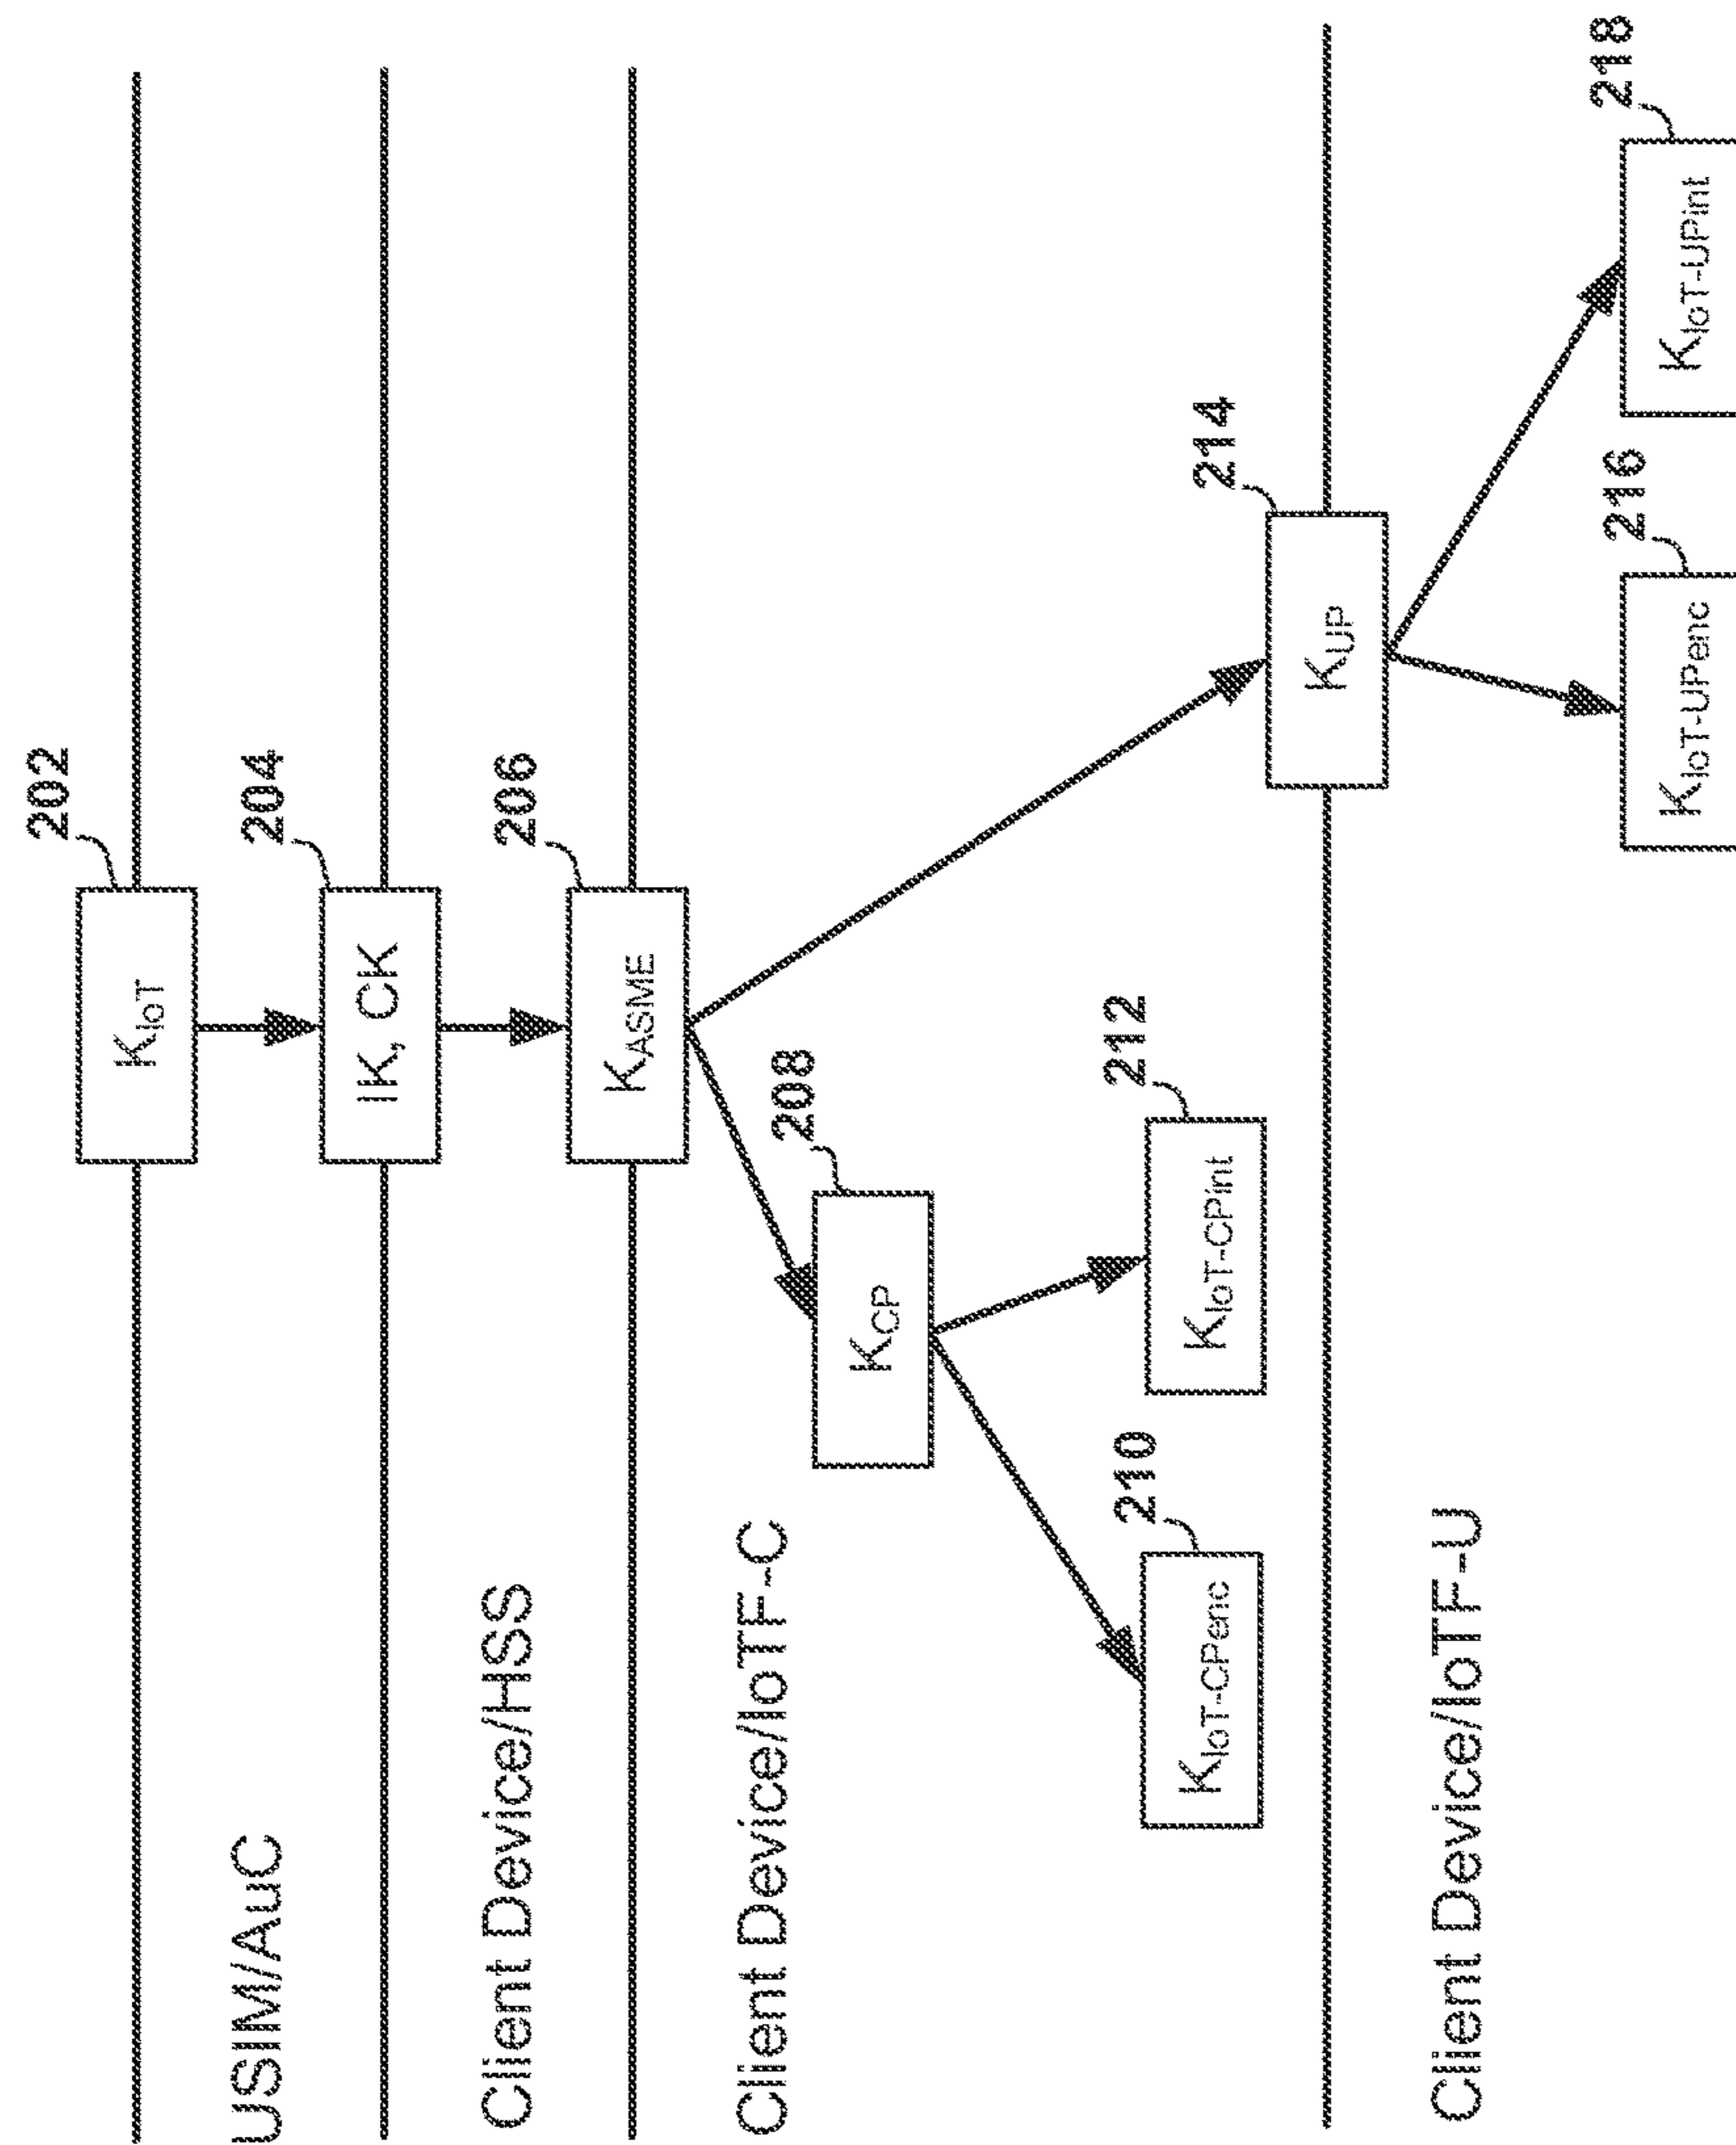 202
K_IoT
USIM/AuC
204
IK, CK
Client Device/HSS
206
K_ASME
Client Device/IoTF-C
208
K_CP
210
K_IoT-CPenc
212
K_IoT-CPint
214
K_UP
Client Device/IoTF-U
216
K_IoT-UPenc
218
K_IoT-UPint